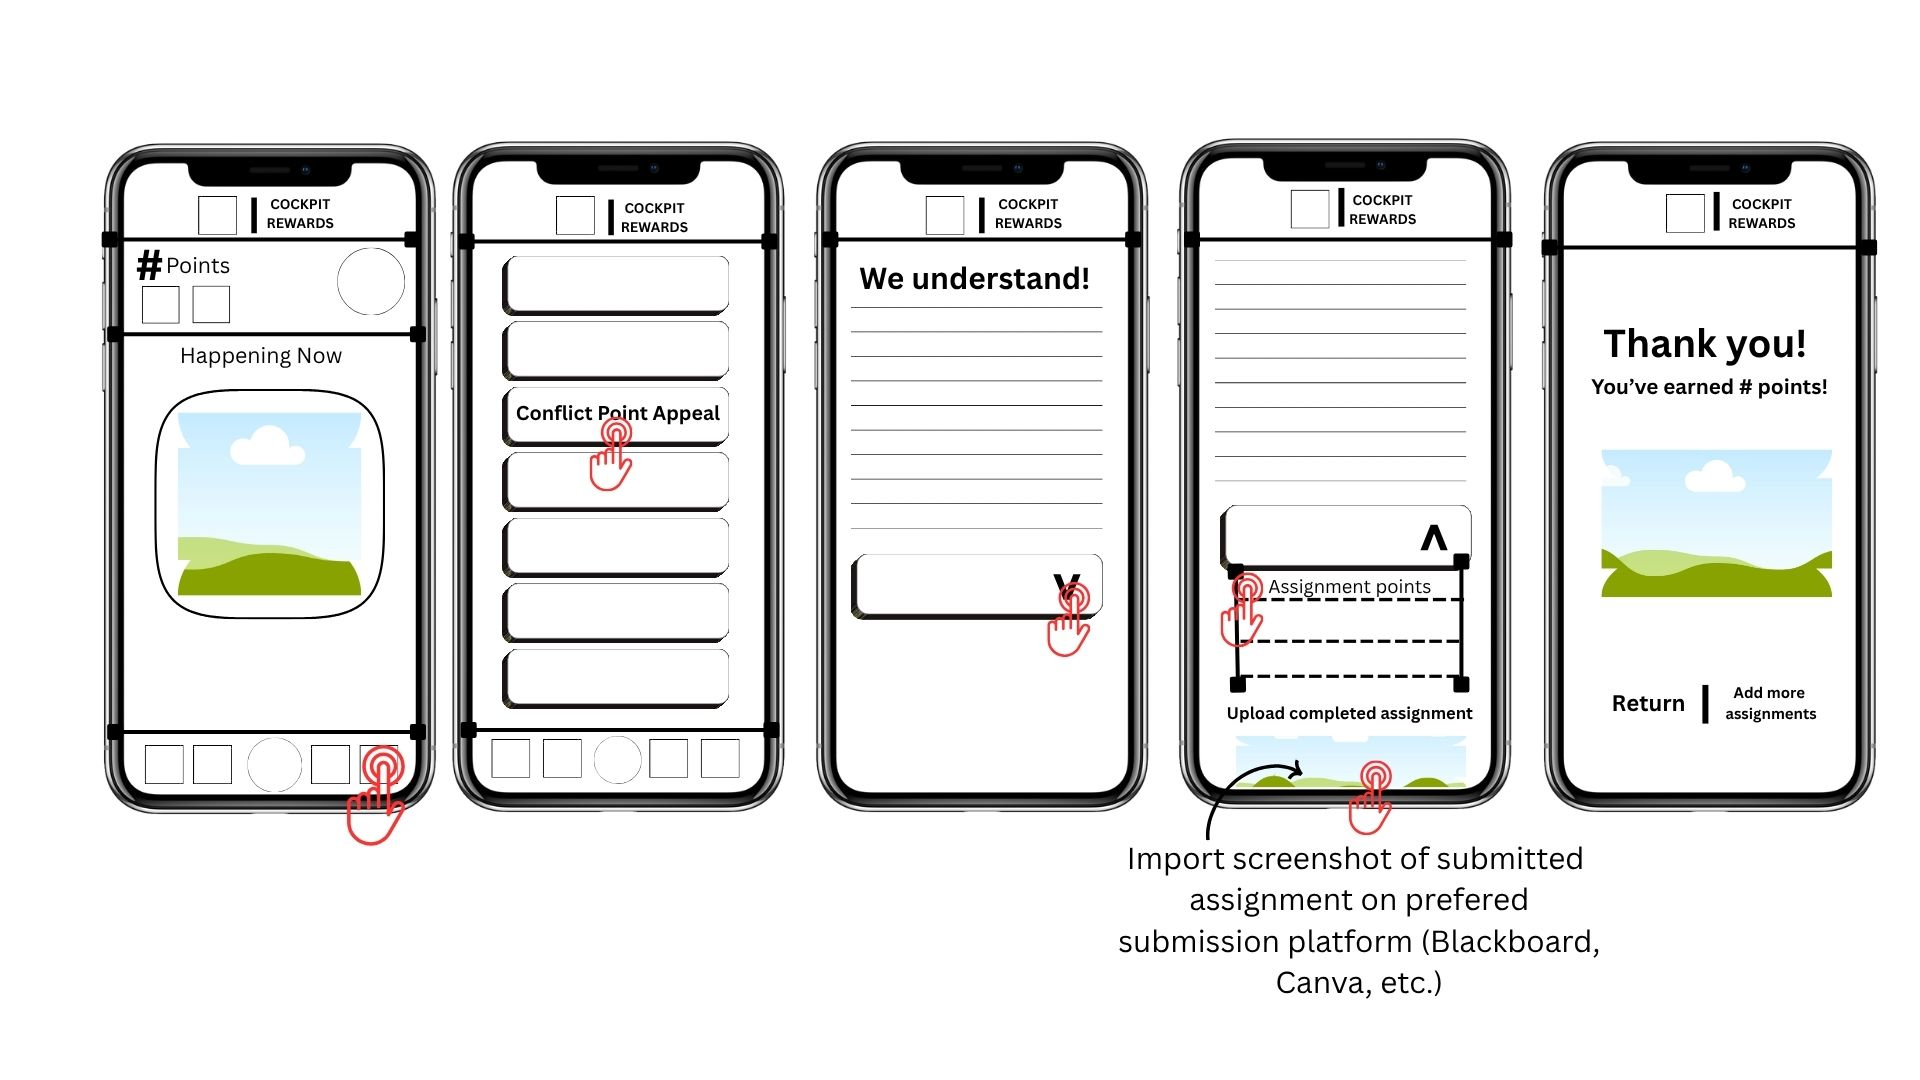 COCKPIT
REWARDS
# Points
Happening Now
COCKPIT
REWARDS
Conflict Point Appeal
COCKPIT
REWARDS
We understand!
V
COCKPIT
REWARDS
Λ
Assignment points
Upload completed assignment
Import screenshot of submitted
assignment on prefered
submission platform (Blackboard,
Canva, etc.)
COCKPIT
REWARDS
Thank you!
You’ve earned # points!
Return
Add more
assignments